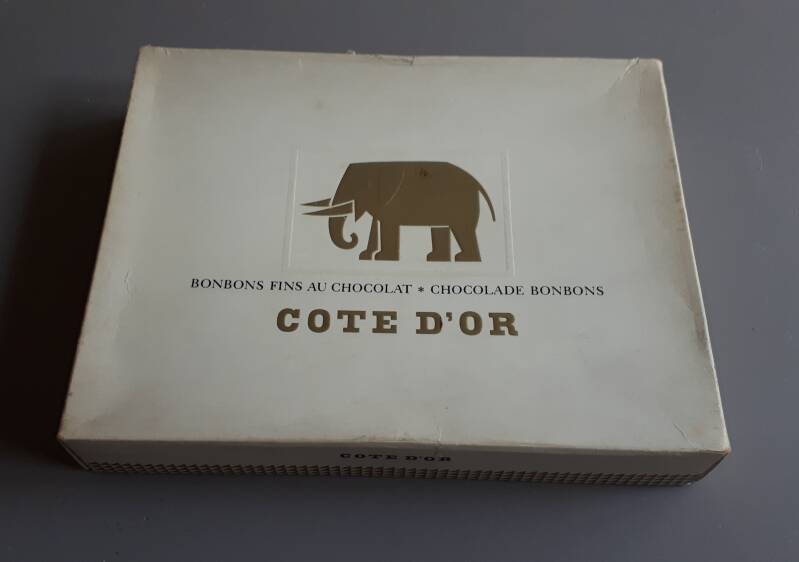 BONBONS FINS AU CHOCOLAT * CHOCOLADE BONBONS
COTE D'OR
COTE D'OR